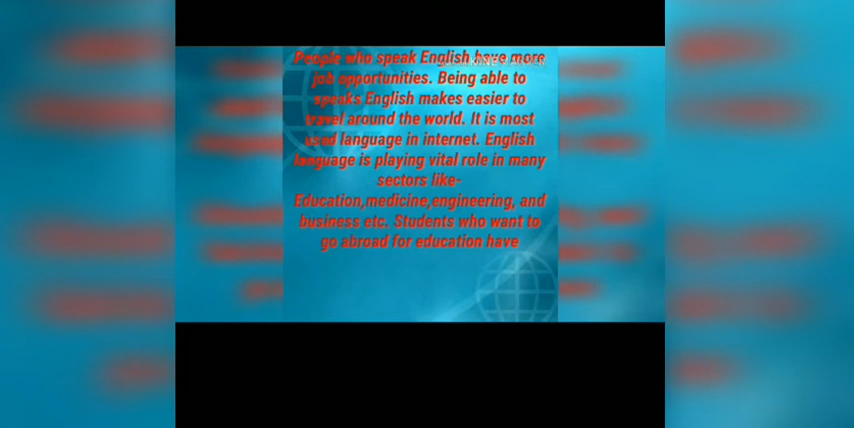 People who speak English have more
job opportunities. Being able to
speaks English makes easier to
travel around the world. It is most
used language in internet. English
language is playing vital role in many
sectors like-
Education,medicine,engineering, and
business etc. Students who want to
go abroad for education have